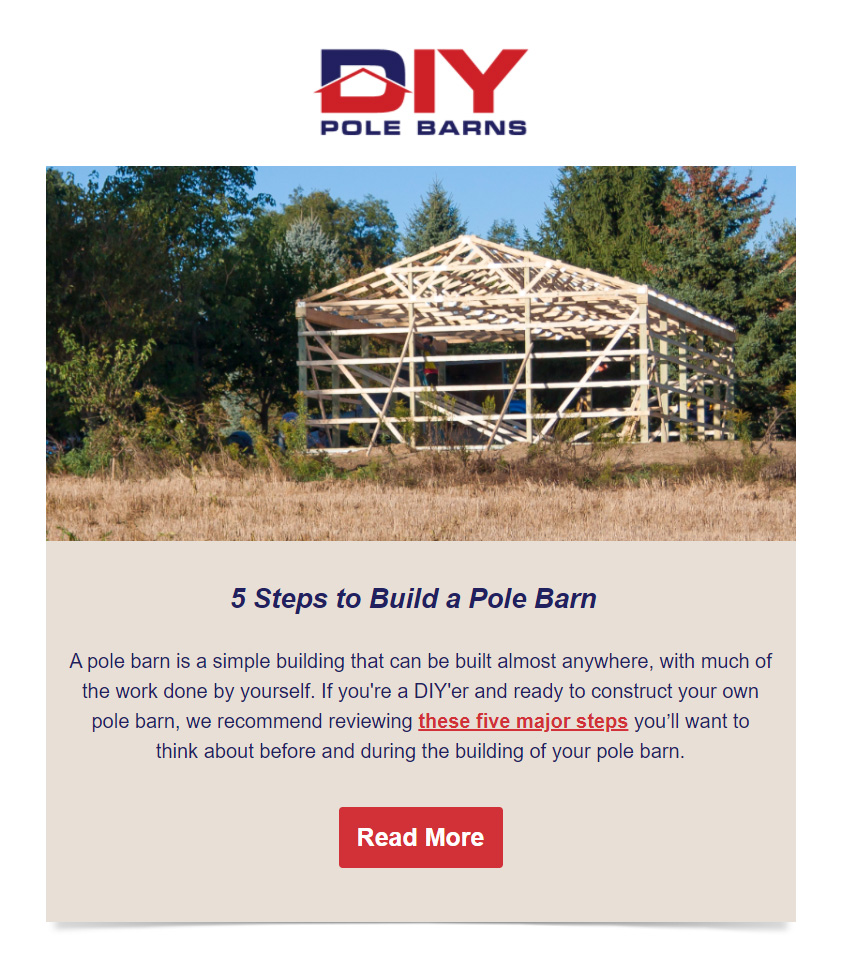 DIY
POLE BARNS
5 Steps to Build a Pole Barn
A pole barn is a simple building that can be built almost anywhere, with much of
the work done by yourself. If you're a DIY'er and ready to construct your own
pole barn, we recommend reviewing these five major steps you’ll want to
think about before and during the building of your pole barn.
Read More